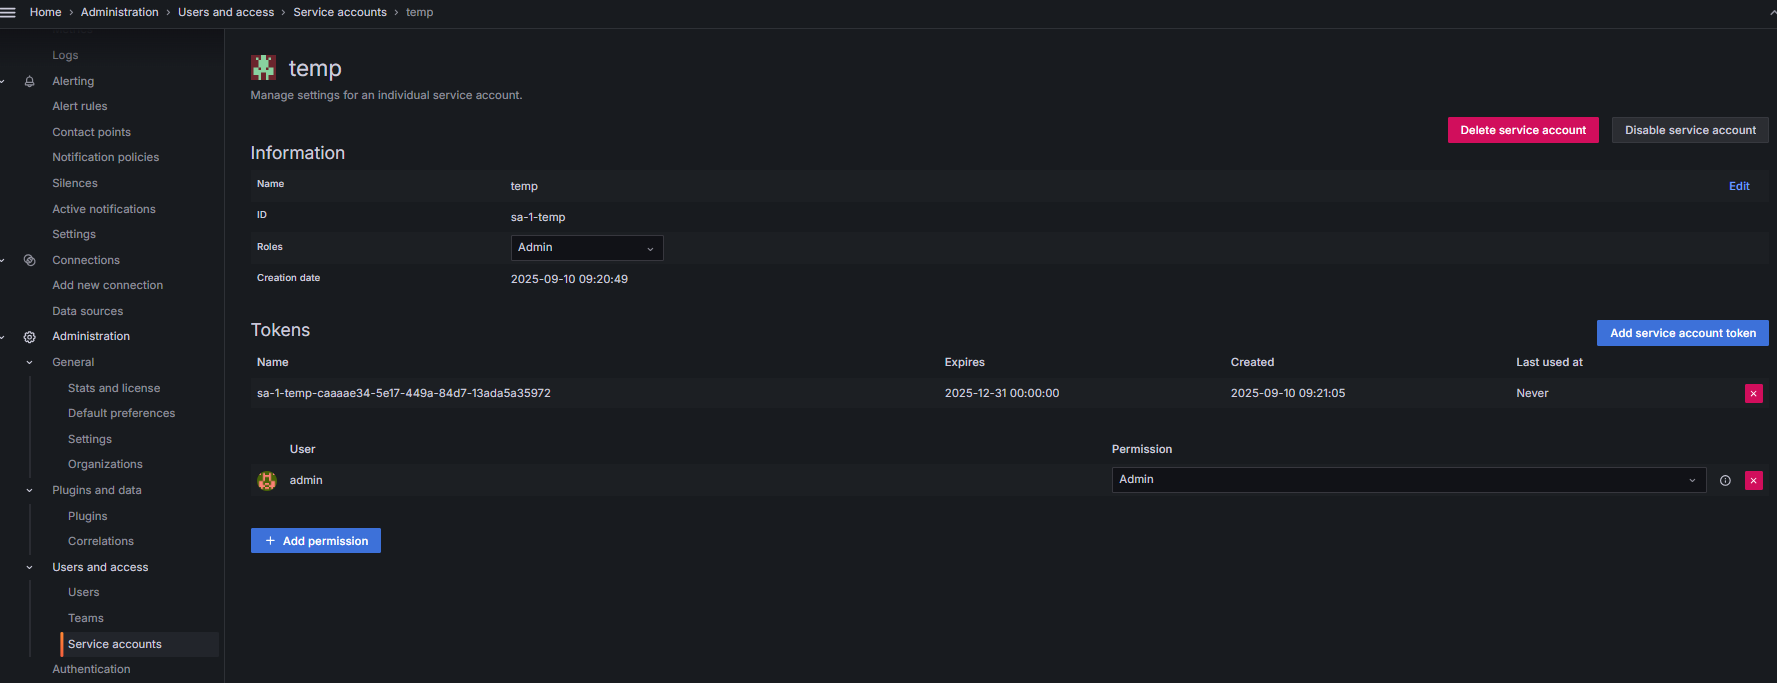 Home › Administration › Users and access › Service accounts › temp
Logs
Alerting
Alert rules
Contact points
Notification policies
Silences
Active notifications
Settings
Connections
Add new connection
Data sources
Administration
General
Stats and license
Default preferences
Settings
Organizations
Plugins and data
Plugins
Correlations
Users and access
Users
Teams
Service accounts
Authentication
temp
Manage settings for an individual service account.
Delete service account Disable service account
Information
Name temp Edit
ID sa-1-temp
Roles Admin
Creation date 2025-09-10 09:20:49
Tokens Add service account token
Name Expires Created Last used at
sa-1-temp-caaaae34-5e17-449a-84d7-13ada5a35972 2025-12-31 00:00:00 2025-09-10 09:21:05 Never
User Permission
admin Admin
Add permission